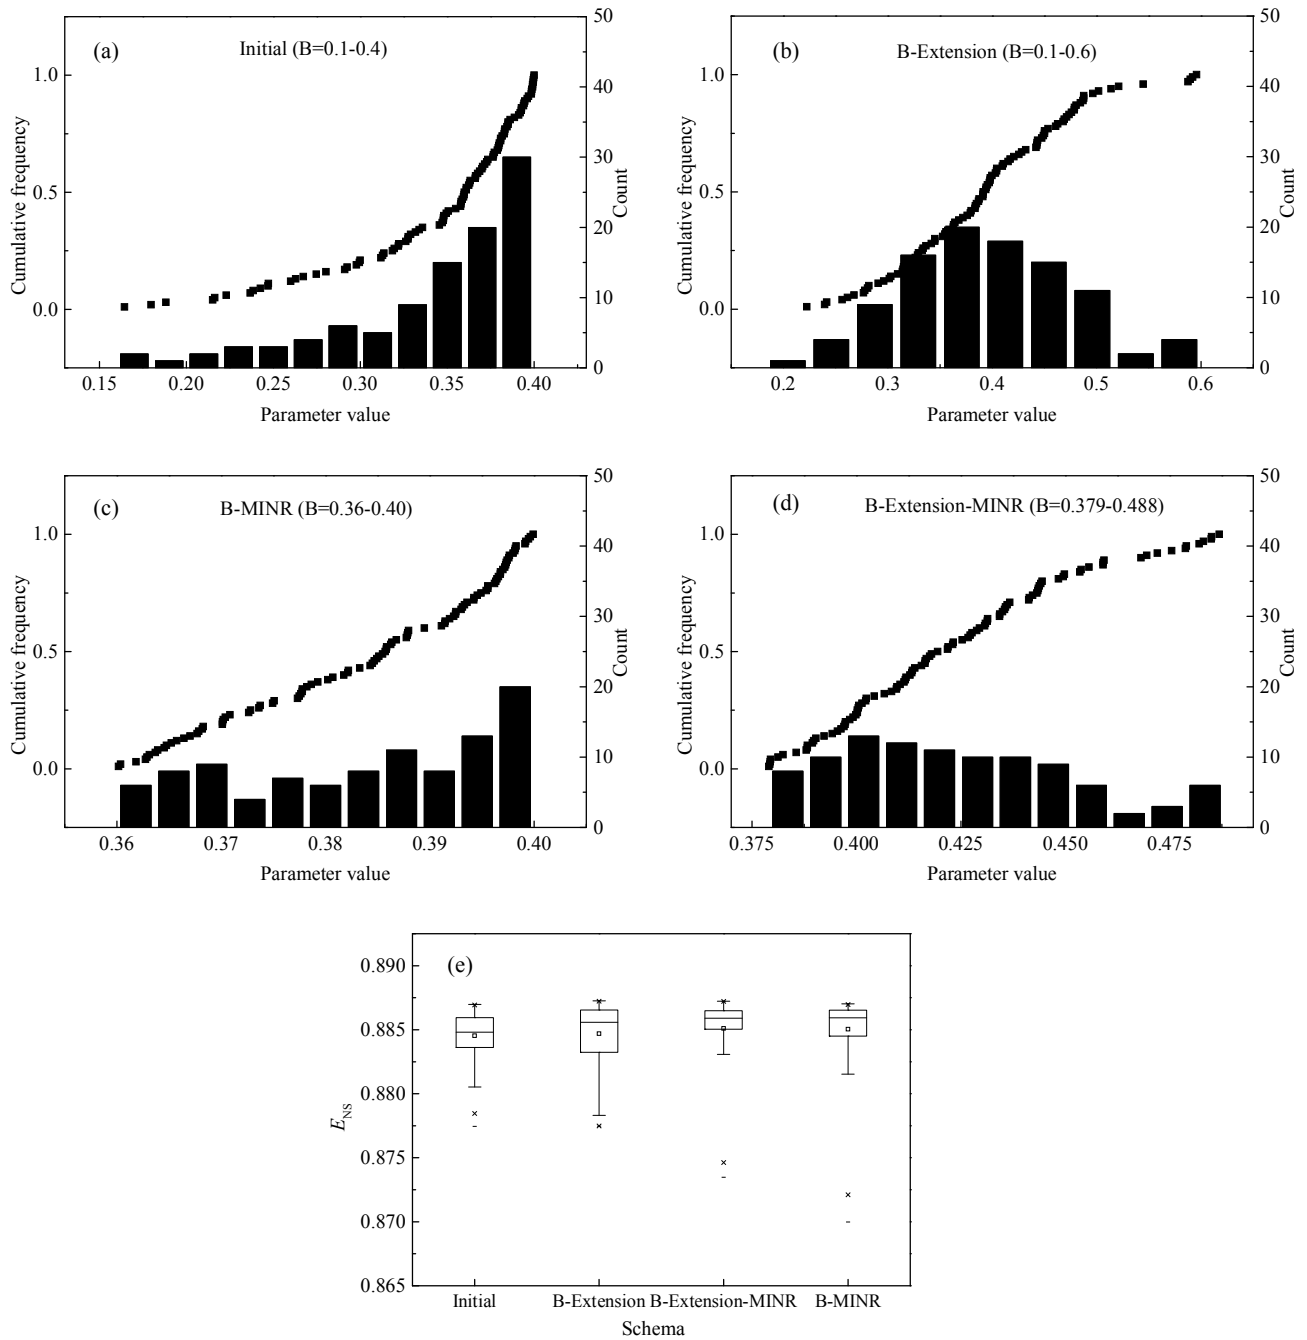 (a)
Initial (B=0.1-0.4)
Cumulative frequency
1.0
0.5
0.0
50
40
30
20
10
0
Count
0.15 0.20 0.25 0.30 0.35 0.40
Parameter value
(b)
B-Extension (B=0.1-0.6)
Cumulative frequency
1.0
0.5
0.0
50
40
30
20
10
0
Count
0.2 0.3 0.4 0.5 0.6
Parameter value
(c)
B-MINR (B=0.36-0.40)
Cumulative frequency
1.0
0.5
0.0
50
40
30
20
10
0
Count
0.36 0.37 0.38 0.39 0.40
Parameter value
(d)
B-Extension-MINR (B=0.379-0.488)
Cumulative frequency
1.0
0.5
0.0
50
40
30
20
10
0
Count
0.375 0.400 0.425 0.450 0.475
Parameter value
(e)
E_NS
0.890
0.885
0.880
0.875
0.870
0.865
Initial B-Extension B-Extension-MINR B-MINR
Schema